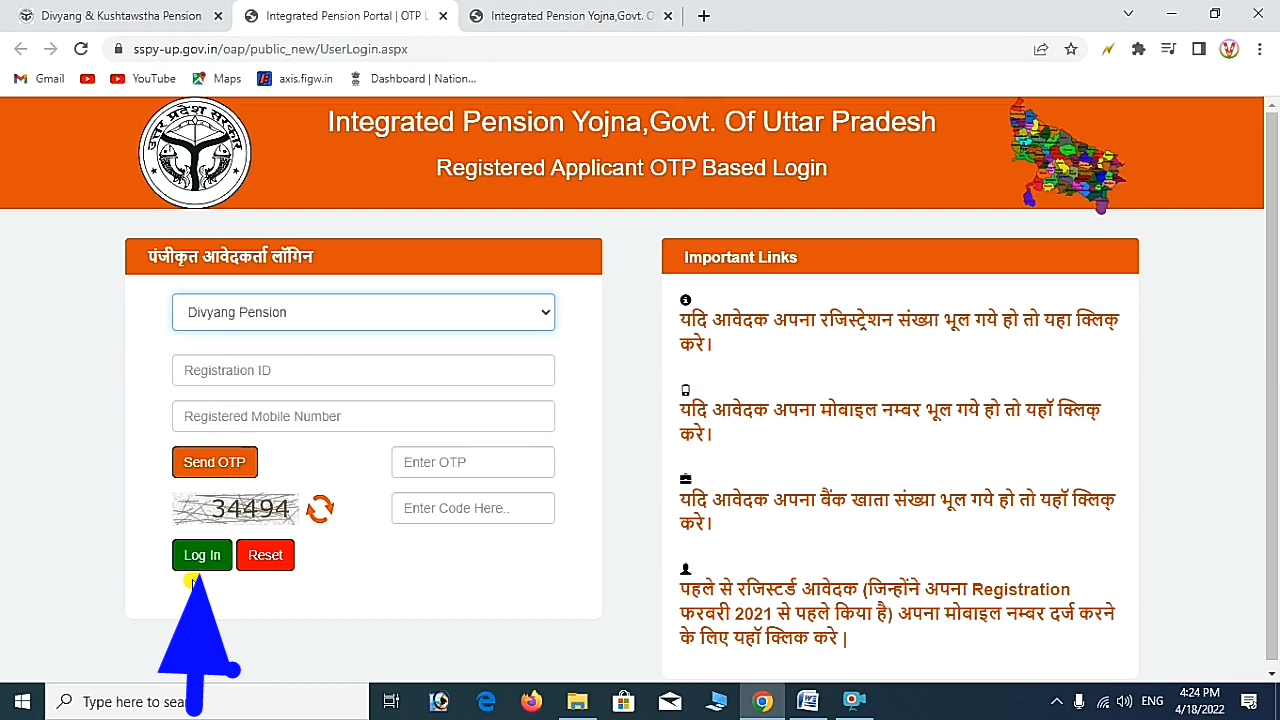 Divyang & Kushtawstha Pension
Integrated Pension Portal | OTP L
Integrated Pension Yojna,Govt. O
sspy-up.gov.in/oap/public_new/UserLogin.aspx
Gmail
YouTube
Maps
axis.figw.in
Dashboard | Nation...
उत्तर प्रदेश सरकार
Integrated Pension Yojna,Govt. Of Uttar Pradesh
Registered Applicant OTP Based Login
पंजीकृत आवेदकर्ता लॉगिन
Divyang Pension
Registration ID
Registered Mobile Number
Send OTP
Enter OTP
34494
Enter Code Here..
Log In
Reset
Important Links
यदि आवेदक अपना रजिस्ट्रेशन संख्या भूल गये हो तो यहा क्लिक्
करे।
यदि आवेदक अपना मोबाइल नम्बर भूल गये हो तो यहॉ क्लिक्
करे।
यदि आवेदक अपना बैंक खाता संख्या भूल गये हो तो यहॉ क्लिक्
करे।
पहले से रजिस्टर्ड आवेदक (जिन्होंने अपना Registration
फरवरी 2021 से पहले किया है) अपना मोबाइल नम्बर दर्ज करने
के लिए यहाँ क्लिक करे |
Type here to sea
ENG
4:24 PM
4/18/2022